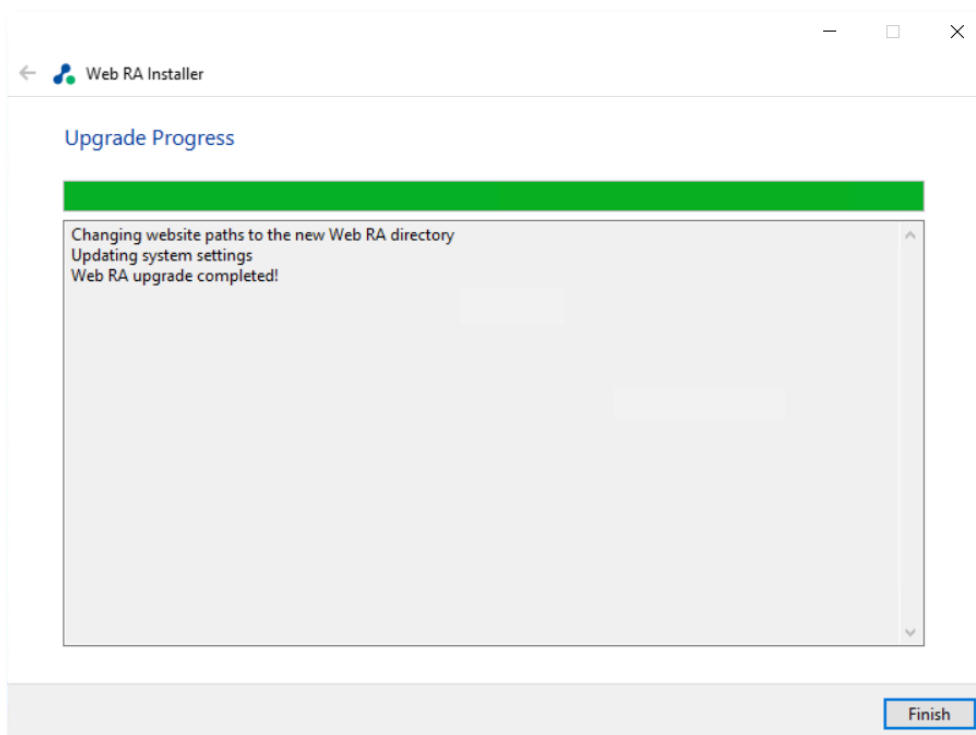 Web RA Installer
Upgrade Progress
Changing website paths to the new Web RA directory
Updating system settings
Web RA upgrade completed!
Finish